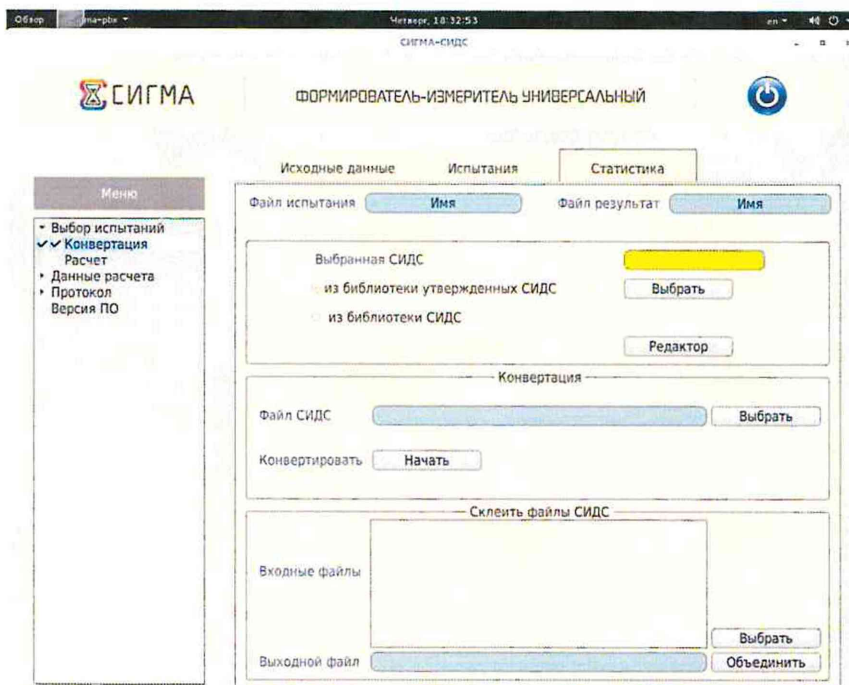 Обзор ma-pbx Четверг, 18:32:53 en
СИГМА-СИДС
СИГМА ФОРМИРОВАТЕЛЬ-ИЗМЕРИТЕЛЬ УНИВЕРСАЛЬНЫЙ
Исходные данные Испытания Статистика
Меню
Файл испытания Имя Файл результат Имя
Выбор испытаний
Конвертация
Расчет
Данные расчета
Протокол
Версия ПО
Выбранная СИДС
из библиотеки утвержденных СИДС Выбрать
из библиотеки СИДС
Редактор
Конвертация
Файл СИДС Выбрать
Конвертировать Начать
Склеить файлы СИДС
Входные файлы
Выбрать
Выходной файл Объединить